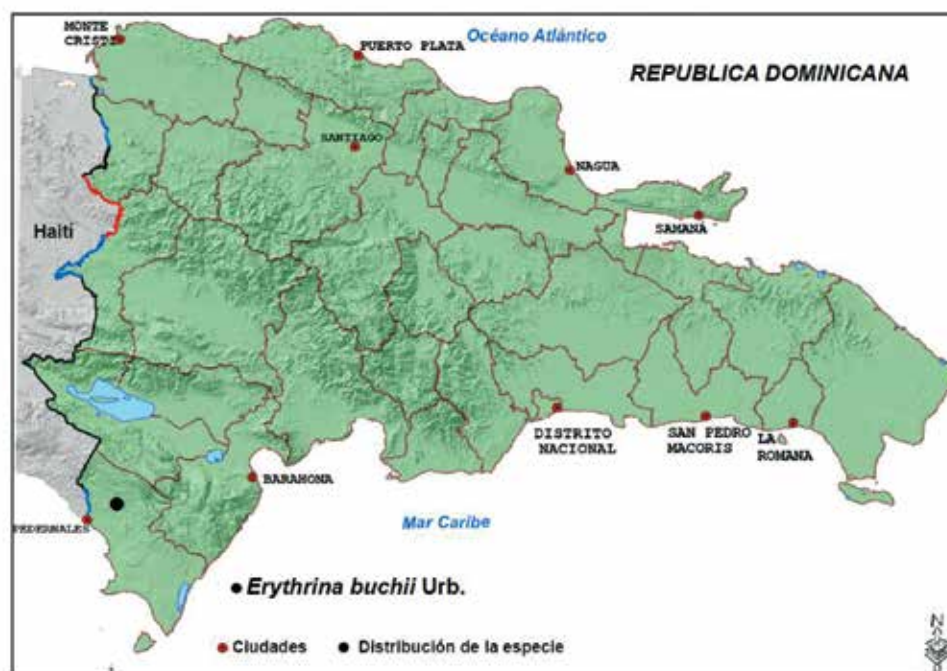 MONTE
CRISTI
PUERTO PLATA
Océano Atlántico
REPUBLICA DOMINICANA
SANTIAGO
NAGUA
Haití
SAMANÁ
DISTRITO
NACIONAL
SAN PEDRO
MACORIS
LA
ROMANA
BARAHONA
PEDERNALES
Mar Caribe
Erythrina buchii Urb.
Ciudades
Distribución de la especie
N